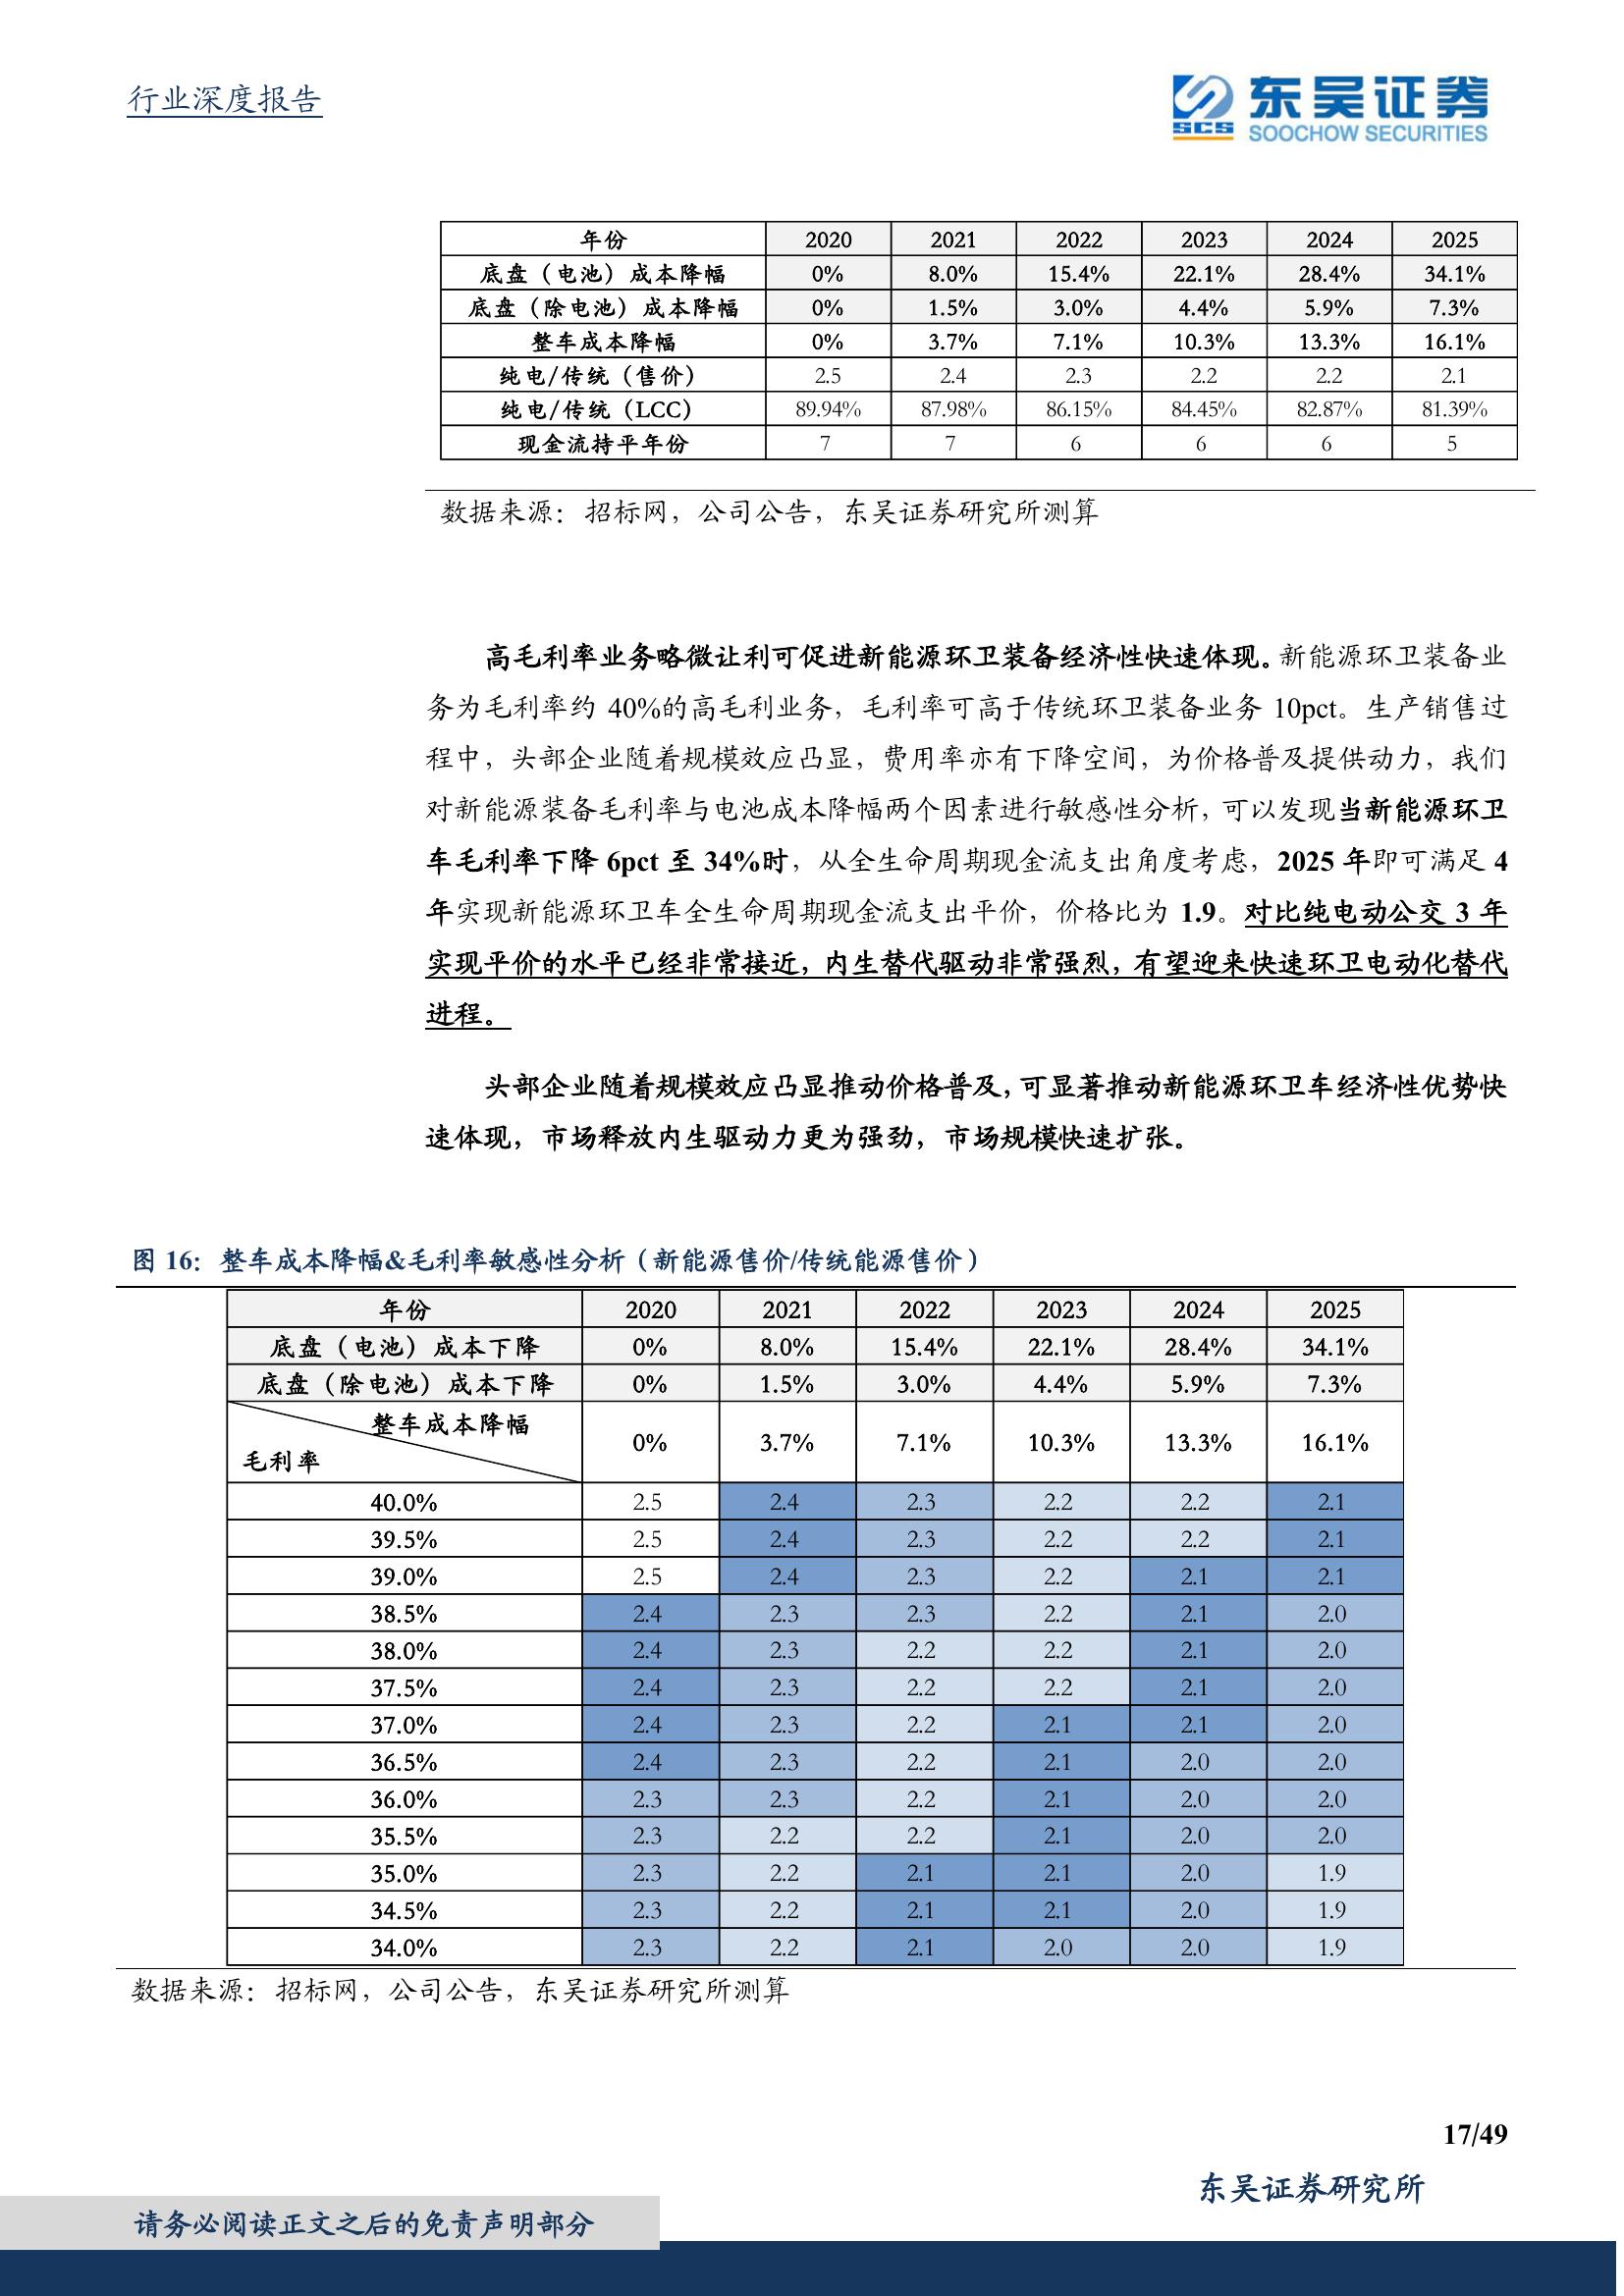 行业深度报告
东吴证券
SCS SOOCHOW SECURITIES
年份 2020 2021 2022 2023 2024 2025
底盘（电池）成本降幅 0% 8.0% 15.4% 22.1% 28.4% 34.1%
底盘（除电池）成本降幅 0% 1.5% 3.0% 4.4% 5.9% 7.3%
整车成本降幅 0% 3.7% 7.1% 10.3% 13.3% 16.1%
纯电/传统（售价） 2.5 2.4 2.3 2.2 2.2 2.1
纯电/传统（LCC） 89.94% 87.98% 86.15% 84.45% 82.87% 81.39%
现金流持平年份 7 7 6 6 6 5
数据来源：招标网，公司公告，东吴证券研究所测算
高毛利率业务略微让利可促进新能源环卫装备经济性快速体现。新能源环卫装备业
务为毛利率约 40%的高毛利业务，毛利率可高于传统环卫装备业务 10pct。生产销售过
程中，头部企业随着规模效应凸显，费用率亦有下降空间，为价格普及提供动力，我们
对新能源装备毛利率与电池成本降幅两个因素进行敏感性分析，可以发现当新能源环卫
车毛利率下降 6pct 至 34%时，从全生命周期现金流支出角度考虑，2025 年即可满足 4
年实现新能源环卫车全生命周期现金流支出平价，价格比为 1.9。对比纯电动公交 3 年
实现平价的水平已经非常接近，内生替代驱动非常强烈，有望迎来快速环卫电动化替代
进程。
头部企业随着规模效应凸显推动价格普及，可显著推动新能源环卫车经济性优势快
速体现，市场释放内生驱动力更为强劲，市场规模快速扩张。
图 16：整车成本降幅&毛利率敏感性分析（新能源售价/传统能源售价）
年份 2020 2021 2022 2023 2024 2025
底盘（电池）成本下降 0% 8.0% 15.4% 22.1% 28.4% 34.1%
底盘（除电池）成本下降 0% 1.5% 3.0% 4.4% 5.9% 7.3%
整车成本降幅 0% 3.7% 7.1% 10.3% 13.3% 16.1%
毛利率
40.0% 2.5 2.4 2.3 2.2 2.2 2.1
39.5% 2.5 2.4 2.3 2.2 2.2 2.1
39.0% 2.5 2.4 2.3 2.2 2.1 2.1
38.5% 2.4 2.3 2.3 2.2 2.1 2.0
38.0% 2.4 2.3 2.2 2.2 2.1 2.0
37.5% 2.4 2.3 2.2 2.2 2.1 2.0
37.0% 2.4 2.3 2.2 2.1 2.1 2.0
36.5% 2.4 2.3 2.2 2.1 2.0 2.0
36.0% 2.3 2.3 2.2 2.1 2.0 2.0
35.5% 2.3 2.2 2.2 2.1 2.0 2.0
35.0% 2.3 2.2 2.1 2.1 2.0 1.9
34.5% 2.3 2.2 2.1 2.1 2.0 1.9
34.0% 2.3 2.2 2.1 2.0 2.0 1.9
数据来源：招标网，公司公告，东吴证券研究所测算
17/49
东吴证券研究所
请务必阅读正文之后的免责声明部分